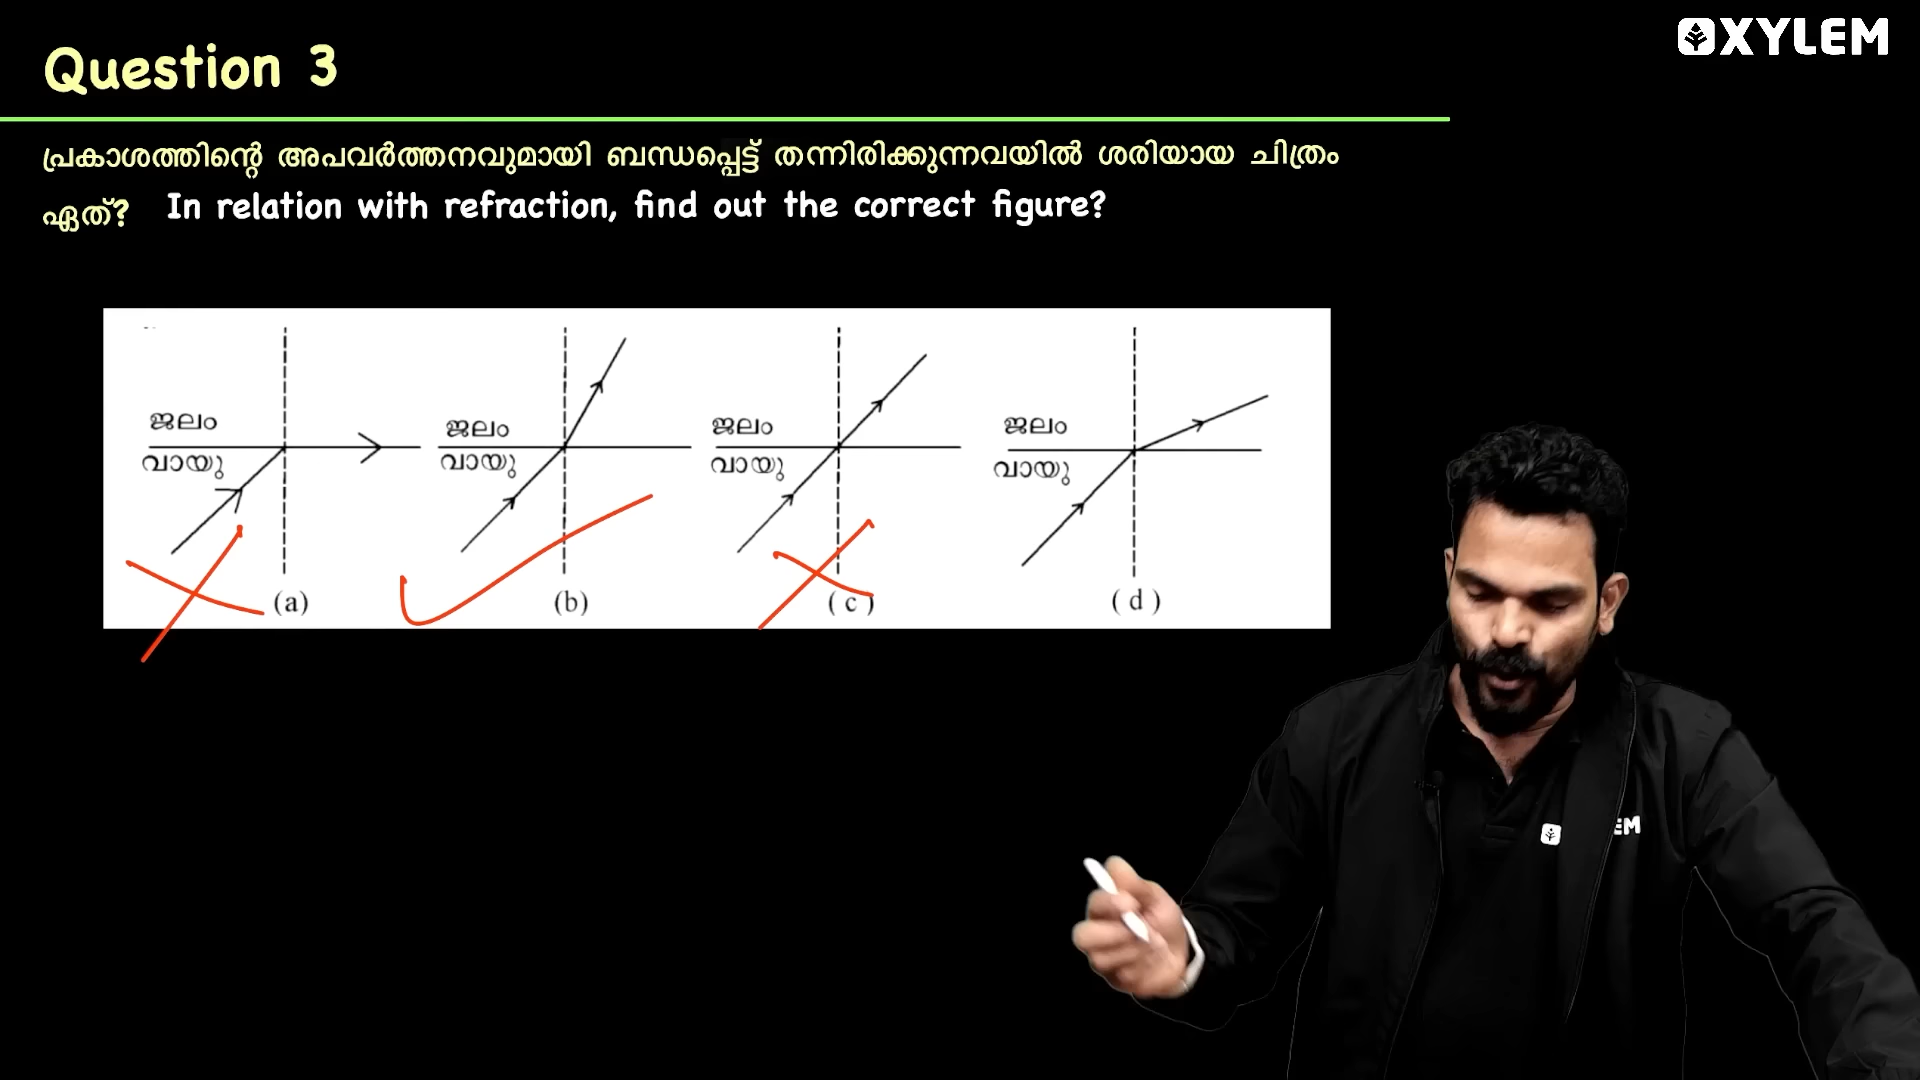 XYLEM
Question 3
പ്രകാശത്തിന്റെ അപവർത്തനവുമായി ബന്ധപ്പെട്ട് തന്നിരിക്കുന്നവയിൽ ശരിയായ ചിത്രം
ഏത്? In relation with refraction, find out the correct figure?
ജലം ജലം ജലം ജലം
വായു വായു വായു വായു
(a) (b) ( c ) ( d )
EM